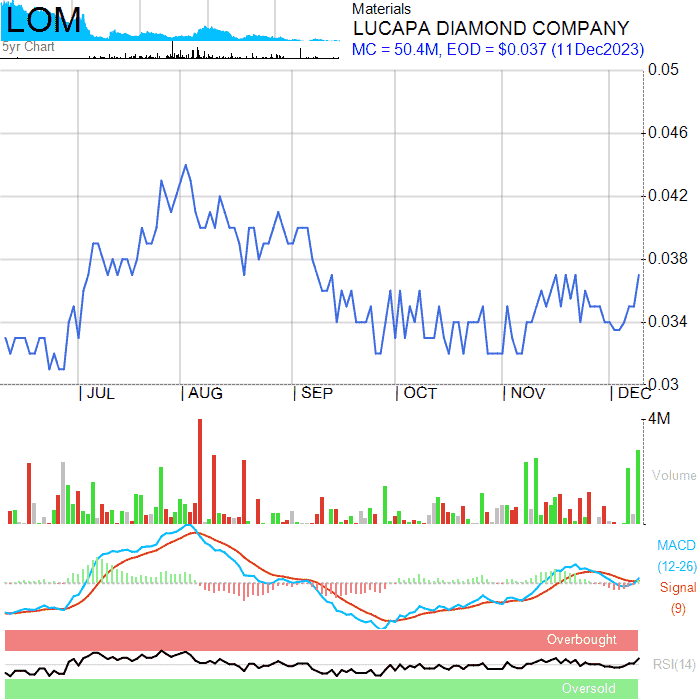 LOM
5yr Chart
Materials
LUCAPA DIAMOND COMPANY
MC = 50.4M, EOD = $0.037 (11Dec2023)
0.05
0.046
0.042
0.038
0.034
0.03
JUL AUG SEP OCT NOV DEC
4M
Volume
MACD
(12-26)
Signal
(9)
Overbought
RSI(14)
Oversold